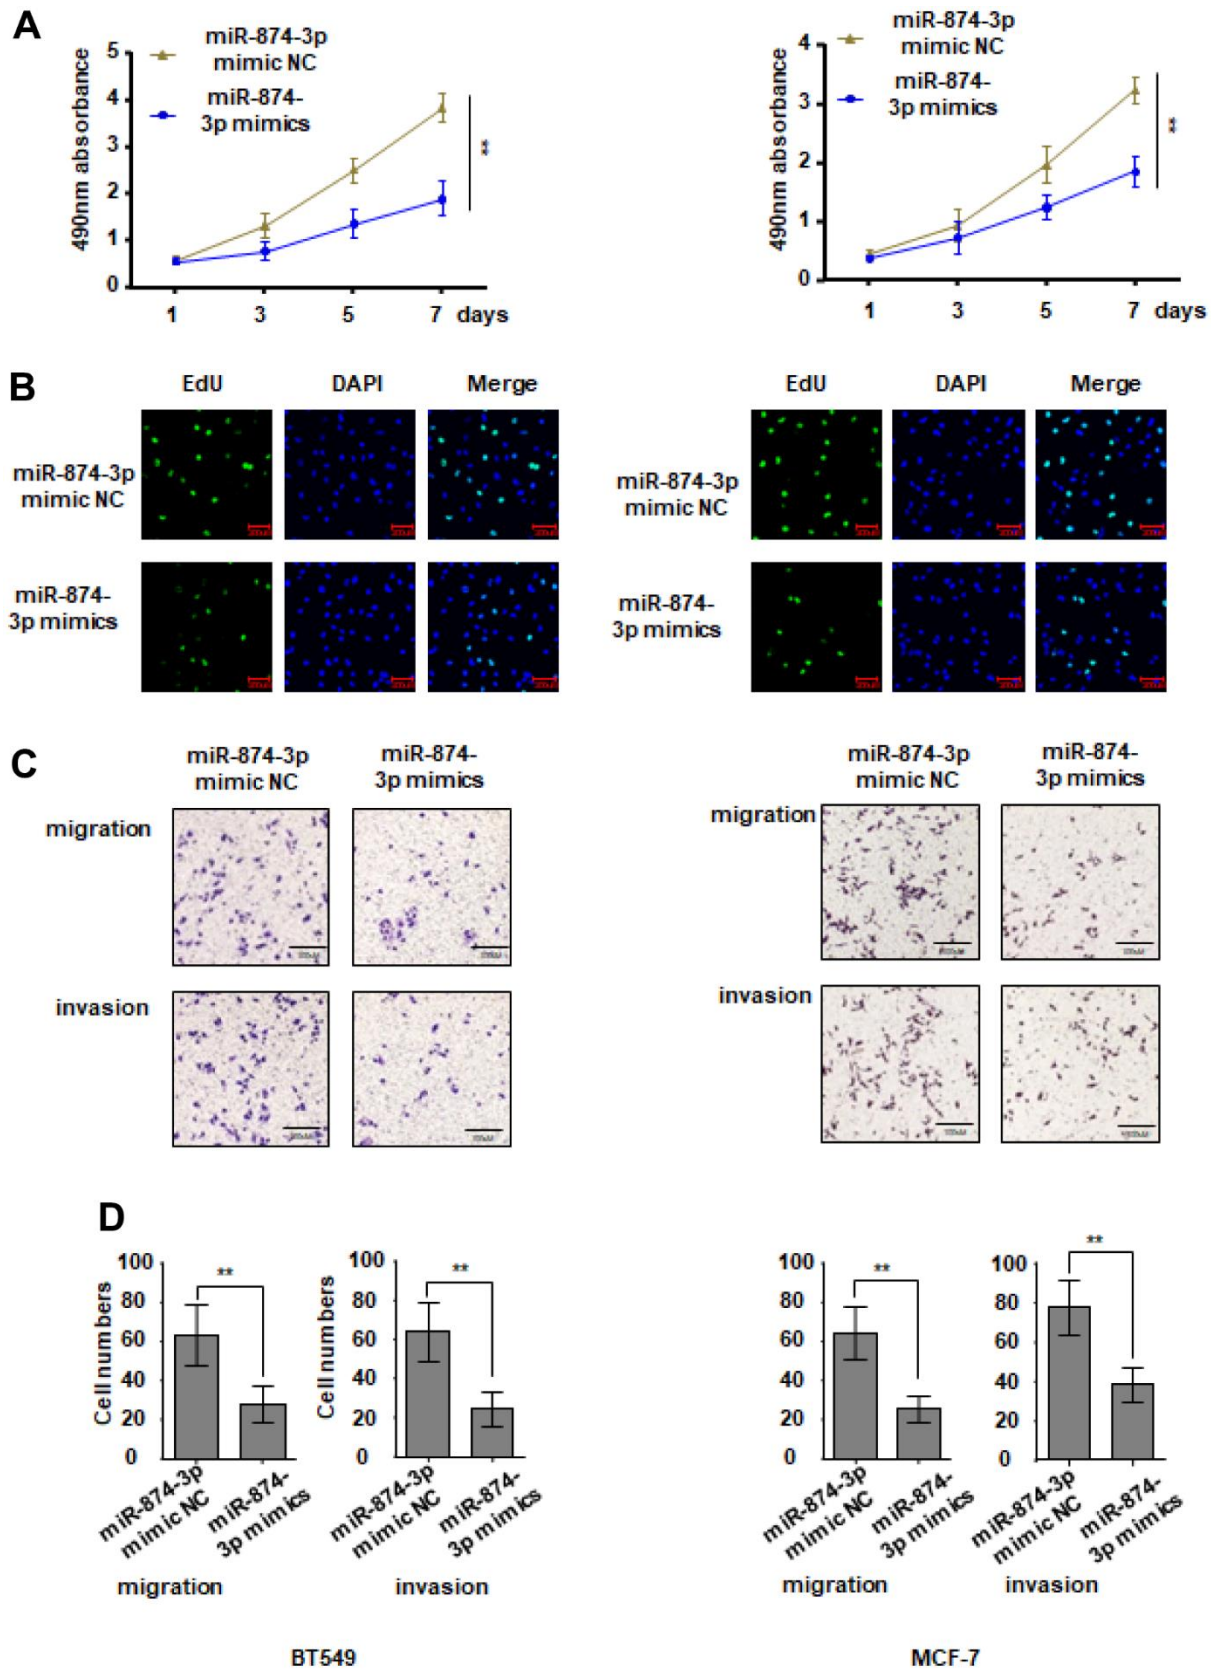 A
miR-874-3p
mimic NC
miR-874-
3p mimics
490nm absorbance
5
4
3
2
1
0
1 3 5 7 days
**
miR-874-3p
mimic NC
miR-874-
3p mimics
490nm absorbance
4
3
2
1
0
1 3 5 7 days
**
B
EdU DAPI Merge
miR-874-3p
mimic NC
miR-874-
3p mimics
EdU DAPI Merge
miR-874-3p
mimic NC
miR-874-
3p mimics
C
miR-874-3p
mimic NC
miR-874-
3p mimics
migration
invasion
miR-874-3p
mimic NC
miR-874-
3p mimics
migration
invasion
D
Cell numbers
100
80
60
40
20
0
**
miR-874-3p
mimic NC
miR-874-
3p mimics
migration
Cell numbers
100
80
60
40
20
0
**
miR-874-3p
mimic NC
miR-874-
3p mimics
invasion
100
80
60
40
20
0
**
miR-874-3p
mimic NC
miR-874-
3p mimics
migration
100
80
60
40
20
0
**
miR-874-3p
mimic NC
miR-874-
3p mimics
invasion
BT549
MCF-7